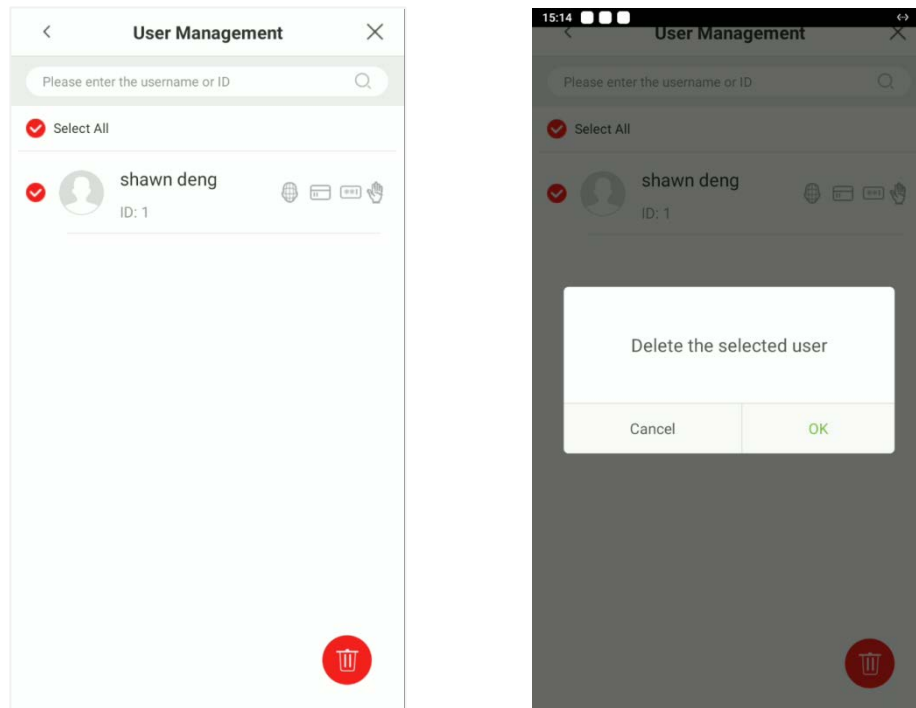 User Management
Please enter the username or ID
Select All
shawn deng
ID: 1
15:14
User Management
Please enter the username or ID
Select All
shawn deng
ID: 1
Delete the selected user
Cancel OK